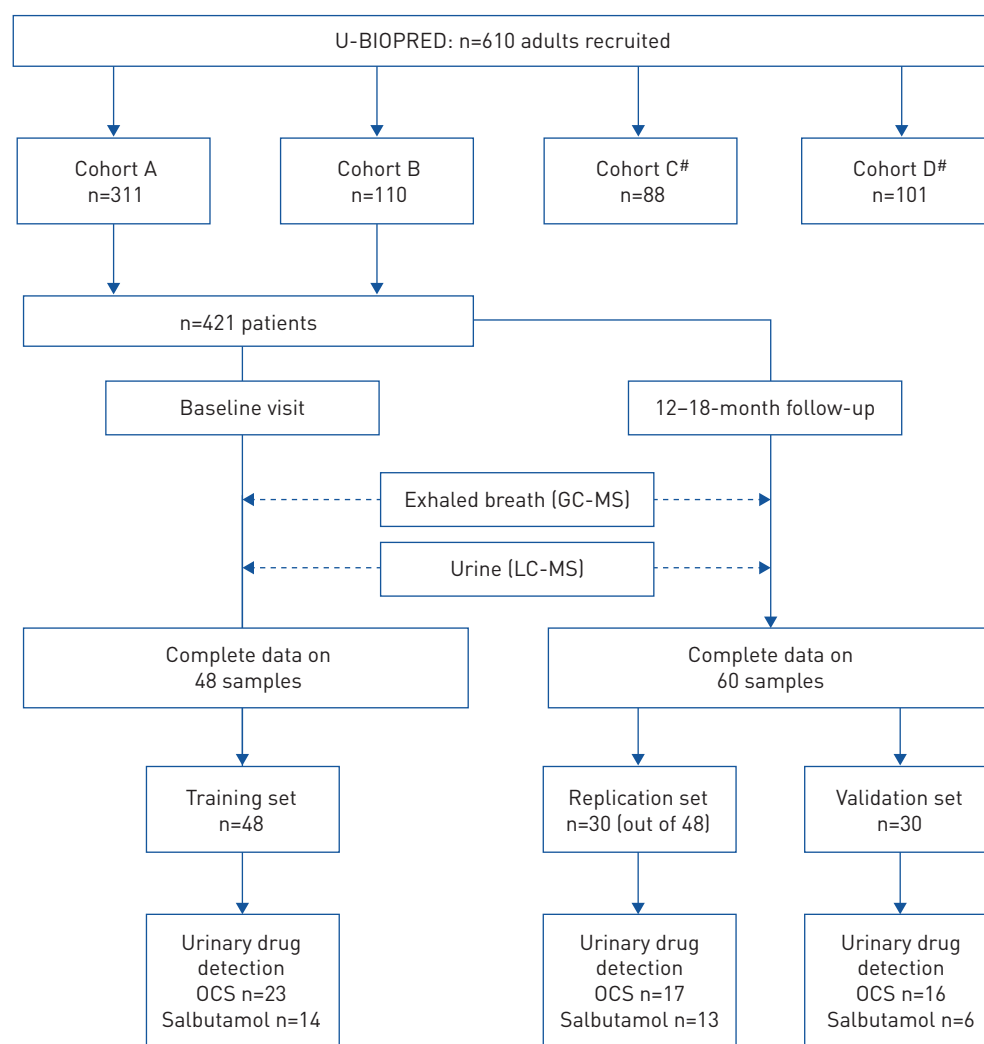 U-BIOPRED: n=610 adults recruited
Cohort A
n=311
Cohort B
n=110
Cohort C#
n=88
Cohort D#
n=101
n=421 patients
Baseline visit
12–18-month follow-up
Exhaled breath (GC-MS)
Urine (LC-MS)
Complete data on
48 samples
Complete data on
60 samples
Training set
n=48
Replication set
n=30 (out of 48)
Validation set
n=30
Urinary drug
detection
OCS n=23
Salbutamol n=14
Urinary drug
detection
OCS n=17
Salbutamol n=13
Urinary drug
detection
OCS n=16
Salbutamol n=6